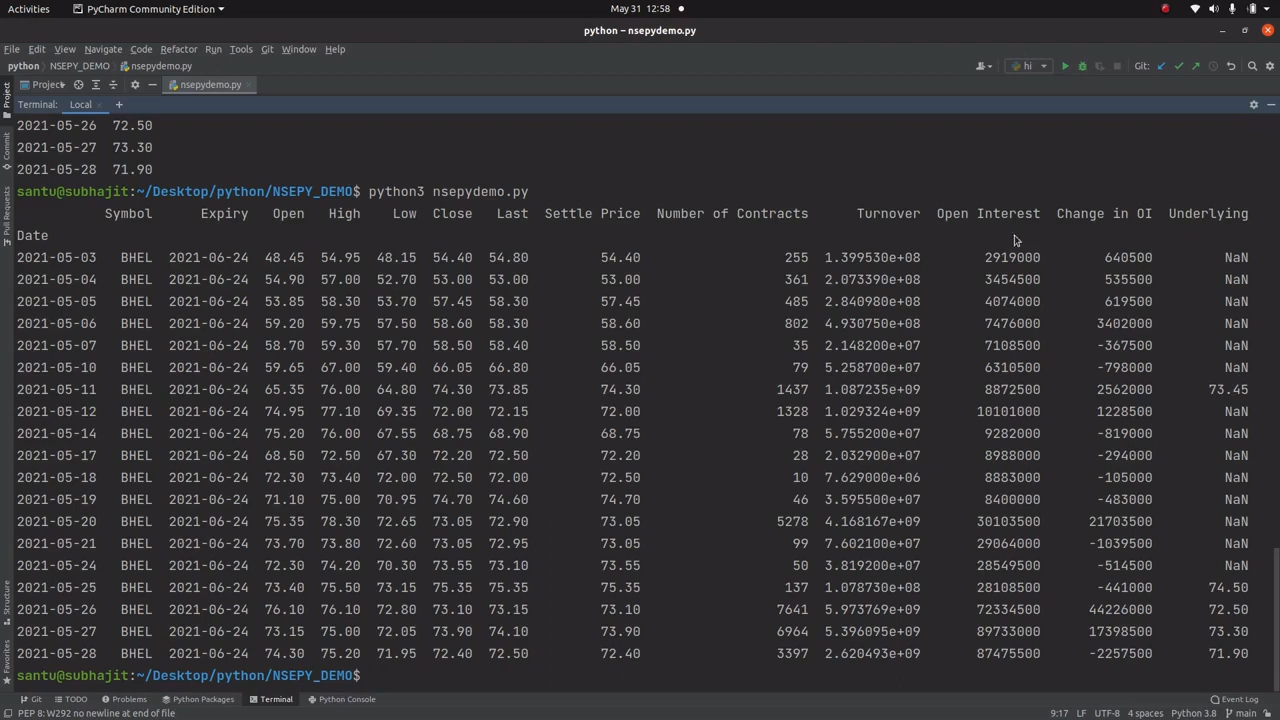 Activities PyCharm Community Edition May 31 12:58
python – nsepydemo.py
File Edit View Navigate Code Refactor Run Tools Git Window Help
python NSEPY_DEMO nsepydemo.py hi Git:
Project nsepydemo.py
Terminal: Local +
2021-05-26 72.50
2021-05-27 73.30
2021-05-28 71.90
santu@subhajit:~/Desktop/python/NSEPY_DEMO$ python3 nsepydemo.py
Symbol Expiry Open High Low Close Last Settle Price Number of Contracts Turnover Open Interest Change in OI Underlying
Date
2021-05-03 BHEL 2021-06-24 48.45 54.95 48.15 54.40 54.80 54.40 255 1.399530e+08 2919000 640500 NaN
2021-05-04 BHEL 2021-06-24 54.90 57.00 52.70 53.00 53.00 53.00 361 2.073390e+08 3454500 535500 NaN
2021-05-05 BHEL 2021-06-24 53.85 58.30 53.70 57.45 58.30 57.45 485 2.840980e+08 4074000 619500 NaN
2021-05-06 BHEL 2021-06-24 59.20 59.75 57.50 58.60 58.30 58.60 802 4.930750e+08 7476000 3402000 NaN
2021-05-07 BHEL 2021-06-24 58.70 59.30 57.70 58.50 58.40 58.50 35 2.148200e+07 7108500 -367500 NaN
2021-05-10 BHEL 2021-06-24 59.65 67.00 59.40 66.05 66.80 66.05 79 5.258700e+07 6310500 -798000 NaN
2021-05-11 BHEL 2021-06-24 65.35 76.00 64.80 74.30 73.85 74.30 1437 1.087235e+09 8872500 2562000 73.45
2021-05-12 BHEL 2021-06-24 74.95 77.10 69.35 72.00 72.15 72.00 1328 1.029324e+09 10101000 1228500 NaN
2021-05-14 BHEL 2021-06-24 75.20 76.00 67.55 68.75 68.90 68.75 78 5.755200e+07 9282000 -819000 NaN
2021-05-17 BHEL 2021-06-24 68.50 72.50 67.30 72.20 72.20 72.20 28 2.032900e+07 8988000 -294000 NaN
2021-05-18 BHEL 2021-06-24 72.30 73.40 72.00 72.50 72.00 72.50 10 7.629000e+06 8883000 -105000 NaN
2021-05-19 BHEL 2021-06-24 71.10 75.00 70.95 74.70 74.60 74.70 46 3.595500e+07 8400000 -483000 NaN
2021-05-20 BHEL 2021-06-24 75.35 78.30 72.65 73.05 72.90 73.05 5278 4.168167e+09 30103500 21703500 NaN
2021-05-21 BHEL 2021-06-24 73.70 73.80 72.60 73.05 72.95 73.05 99 7.602100e+07 29064000 -1039500 NaN
2021-05-24 BHEL 2021-06-24 72.30 74.20 70.30 73.55 73.10 73.55 50 3.819200e+07 28549500 -514500 NaN
2021-05-25 BHEL 2021-06-24 73.40 75.50 73.15 75.35 75.35 75.35 137 1.078730e+08 28108500 -441000 74.50
2021-05-26 BHEL 2021-06-24 76.10 76.10 72.80 73.10 73.15 73.10 7641 5.973769e+09 72334500 44226000 72.50
2021-05-27 BHEL 2021-06-24 73.15 75.00 72.05 73.90 74.10 73.90 6964 5.396095e+09 89733000 17398500 73.30
2021-05-28 BHEL 2021-06-24 74.30 75.20 71.95 72.40 72.50 72.40 3397 2.620493e+09 87475500 -2257500 71.90
santu@subhajit:~/Desktop/python/NSEPY_DEMO$
Project
Commit
Pull Requests
Structure
Favorites
Git TODO Problems Python Packages Terminal Python Console Event Log
PEP 8: W292 no newline at end of file 9:17 LF UTF-8 4 spaces Python 3.8 main